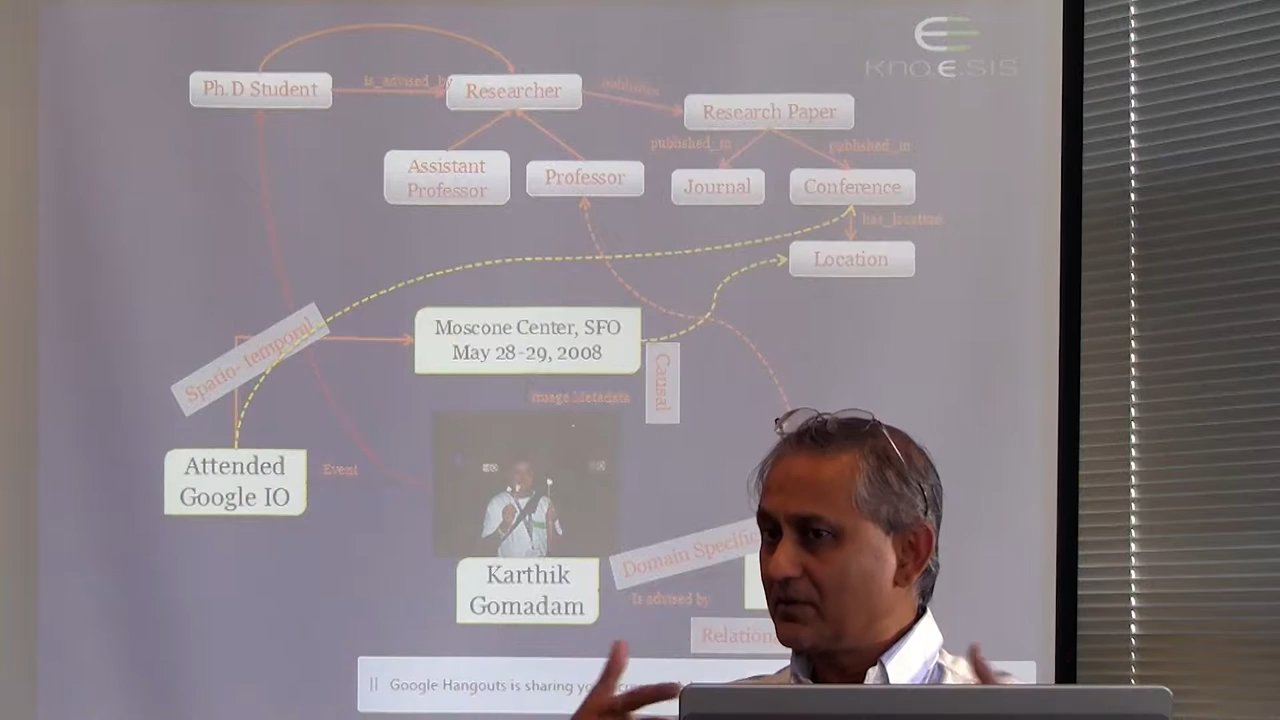 KNO.E.SIS
Ph.D Student
is_advised_by
Researcher
publishes
Research Paper
published_in
published_in
Assistant
Professor
Professor
Journal
Conference
has_location
Location
Spatio- temporal
Moscone Center, SFO
May 28-29, 2008
Image Metadata
Causal
Attended
Google IO
Event
Karthik
Gomadam
Domain Specific
Is advised by
Google Hangouts is sharing